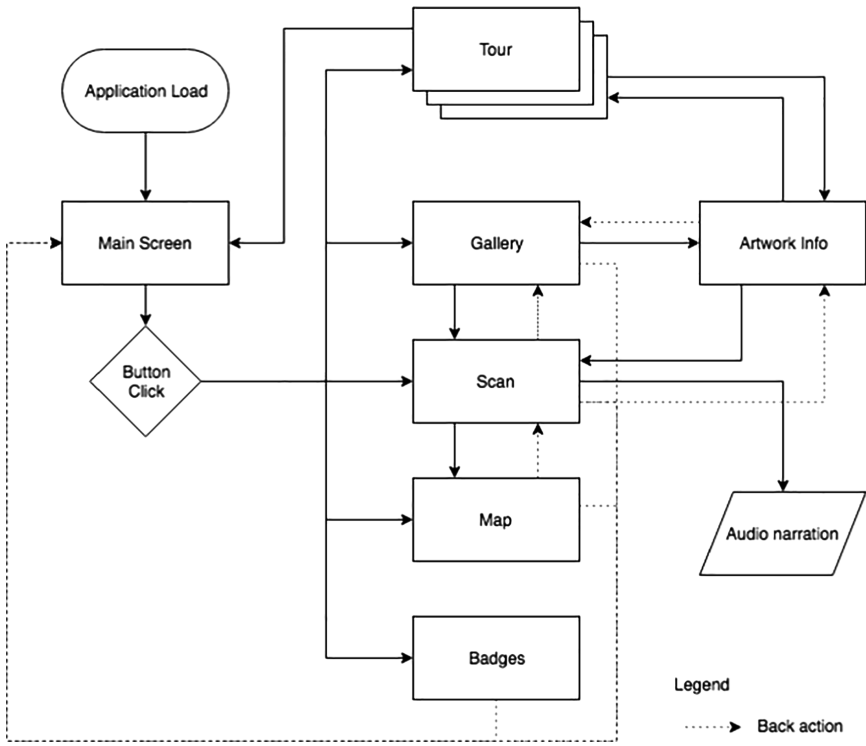 Tour
Application Load
Main Screen
Gallery
Artwork Info
Button
Click
Scan
Map
Audio narration
Badges
Legend
Back action